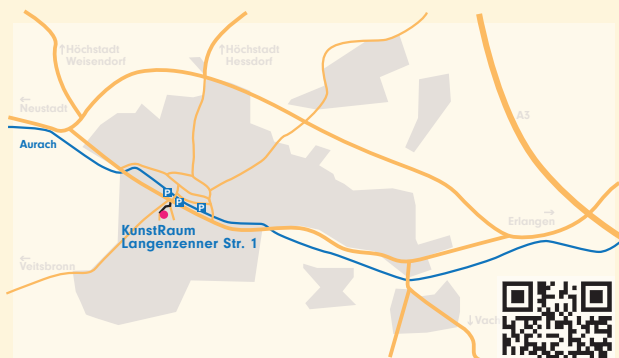 ↑Höchstadt
Weisendorf
↑Höchstadt
Hessdorf
←
Neustadt
A3
Aurach
P
P
P
→
Erlangen
KunstRaum
Langenzenner Str. 1
←
Veitsbronn